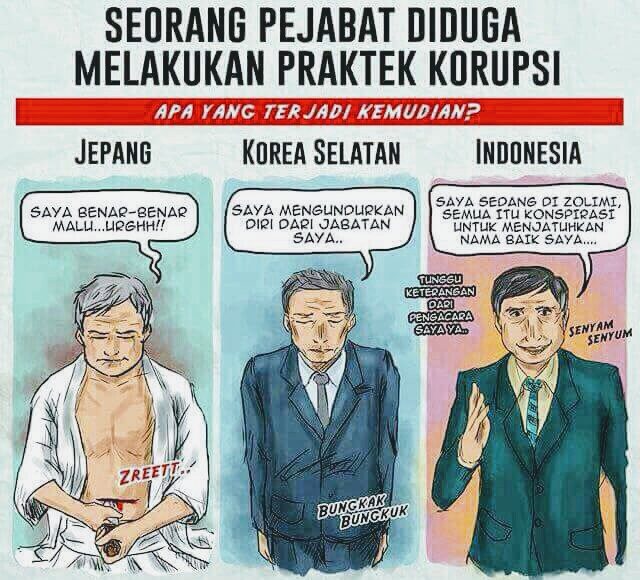 SEORANG PEJABAT DIDUGA
MELAKUKAN PRAKTEK KORUPSI
APA YANG TERJADI KEMUDIAN?
JEPANG
SAYA BENAR-BENAR
MALU...URGHH!!
ZREETT..
KOREA SELATAN
SAYA MENGUNDURKAN
DIRI DARI JABATAN
SAYA..
BUNGKAK
BUNGKUK
INDONESIA
SAYA SEDANG DI ZOLIMI,
SEMUA ITU KONSPIRASI
UNTUK MENJATUHKAN
NAMA BAIK SAYA....
TUNGGU
KETERANGAN
DARI
PENGACARA
SAYA YA..
SENYAM
SENYUM